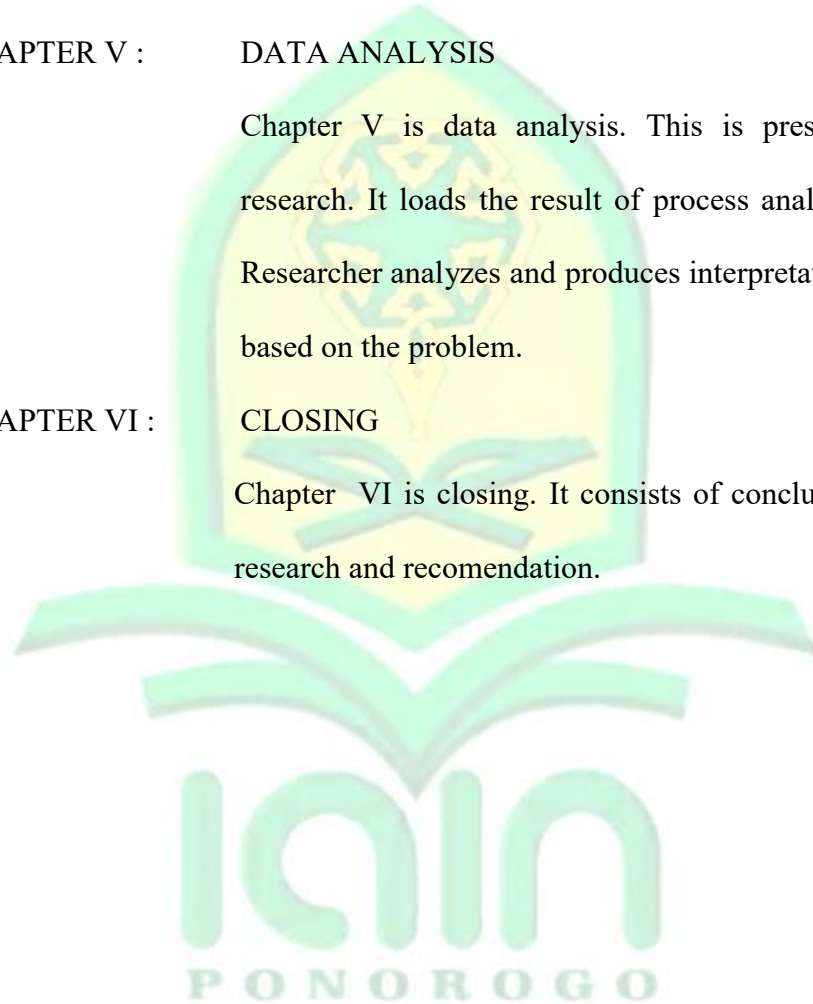 APTER V : DATA ANALYSIS
Chapter V is data analysis. This is pres
research. It loads the result of process anal
Researcher analyzes and produces interpreta
based on the problem.
APTER VI : CLOSING
Chapter VI is closing. It consists of conclu
research and recomendation.
IAIN
PONOROGO